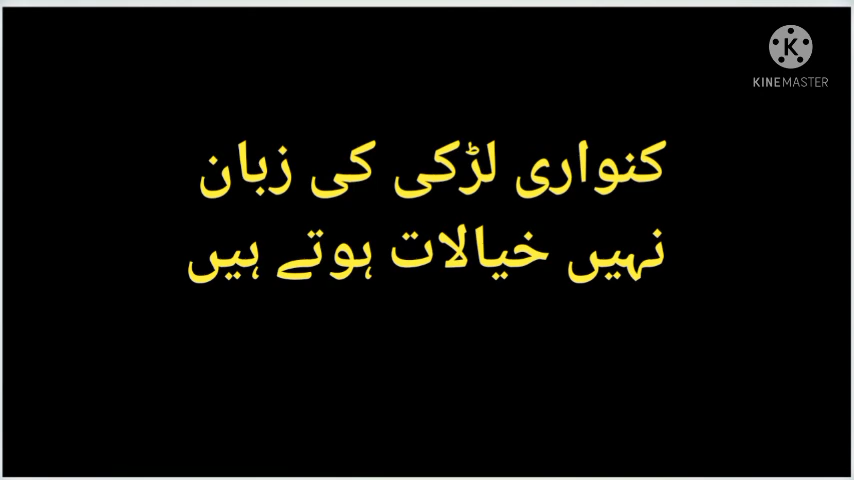 KINEMASTER
کنواری لڑکی کی زبان
نہیں خیالات ہوتے ہیں